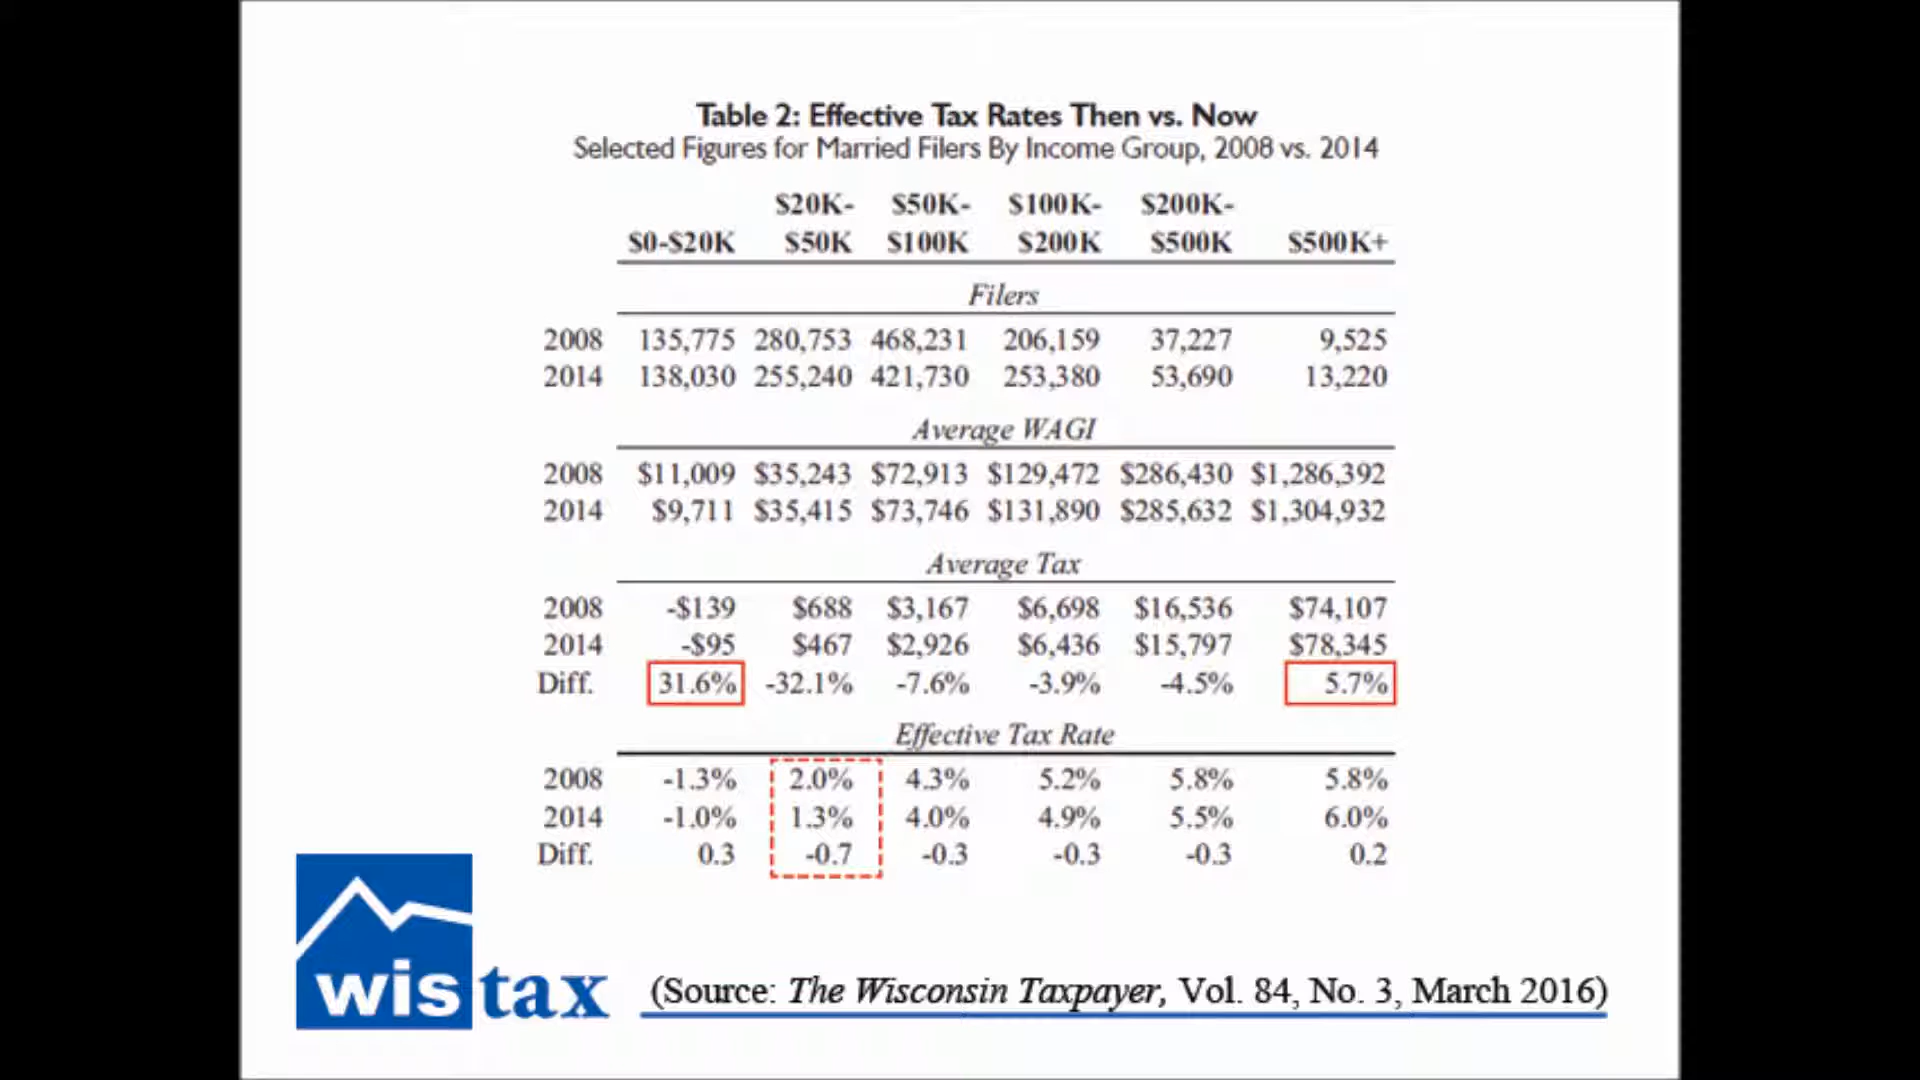 Table 2: Effective Tax Rates Then vs. Now
Selected Figures for Married Filers By Income Group, 2008 vs. 2014
$20K- $50K- $100K- $200K-
$0-$20K $50K $100K $200K $500K $500K+
Filers
2008 135,775 280,753 468,231 206,159 37,227 9,525
2014 138,030 255,240 421,730 253,380 53,690 13,220
Average WAGI
2008 $11,009 $35,243 $72,913 $129,472 $286,430 $1,286,392
2014 $9,711 $35,415 $73,746 $131,890 $285,632 $1,304,932
Average Tax
2008 -$139 $688 $3,167 $6,698 $16,536 $74,107
2014 -$95 $467 $2,926 $6,436 $15,797 $78,345
Diff. 31.6% -32.1% -7.6% -3.9% -4.5% 5.7%
Effective Tax Rate
2008 -1.3% 2.0% 4.3% 5.2% 5.8% 5.8%
2014 -1.0% 1.3% 4.0% 4.9% 5.5% 6.0%
Diff. 0.3 -0.7 -0.3 -0.3 -0.3 0.2
wistax (Source: The Wisconsin Taxpayer, Vol. 84, No. 3, March 2016)